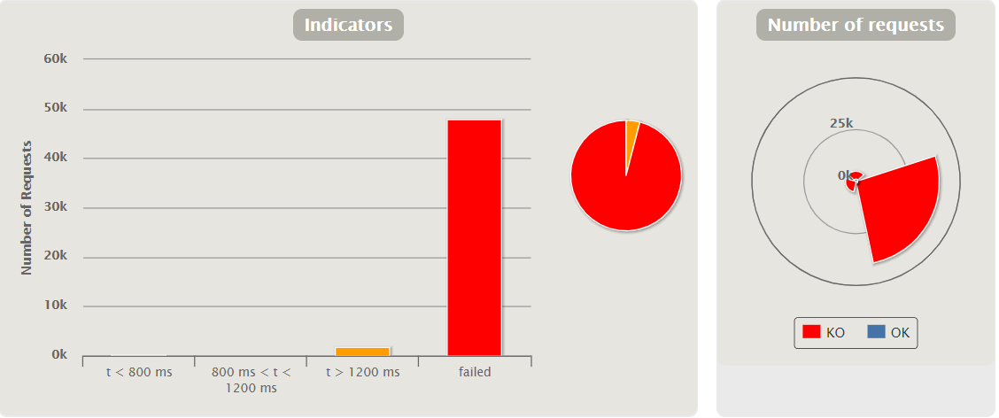 Indicators
Number of requests
60k
50k
40k
30k
20k
10k
0k
Number of Requests
t < 800 ms
800 ms < t <
1200 ms
t > 1200 ms
failed
25k
0k
KO
OK